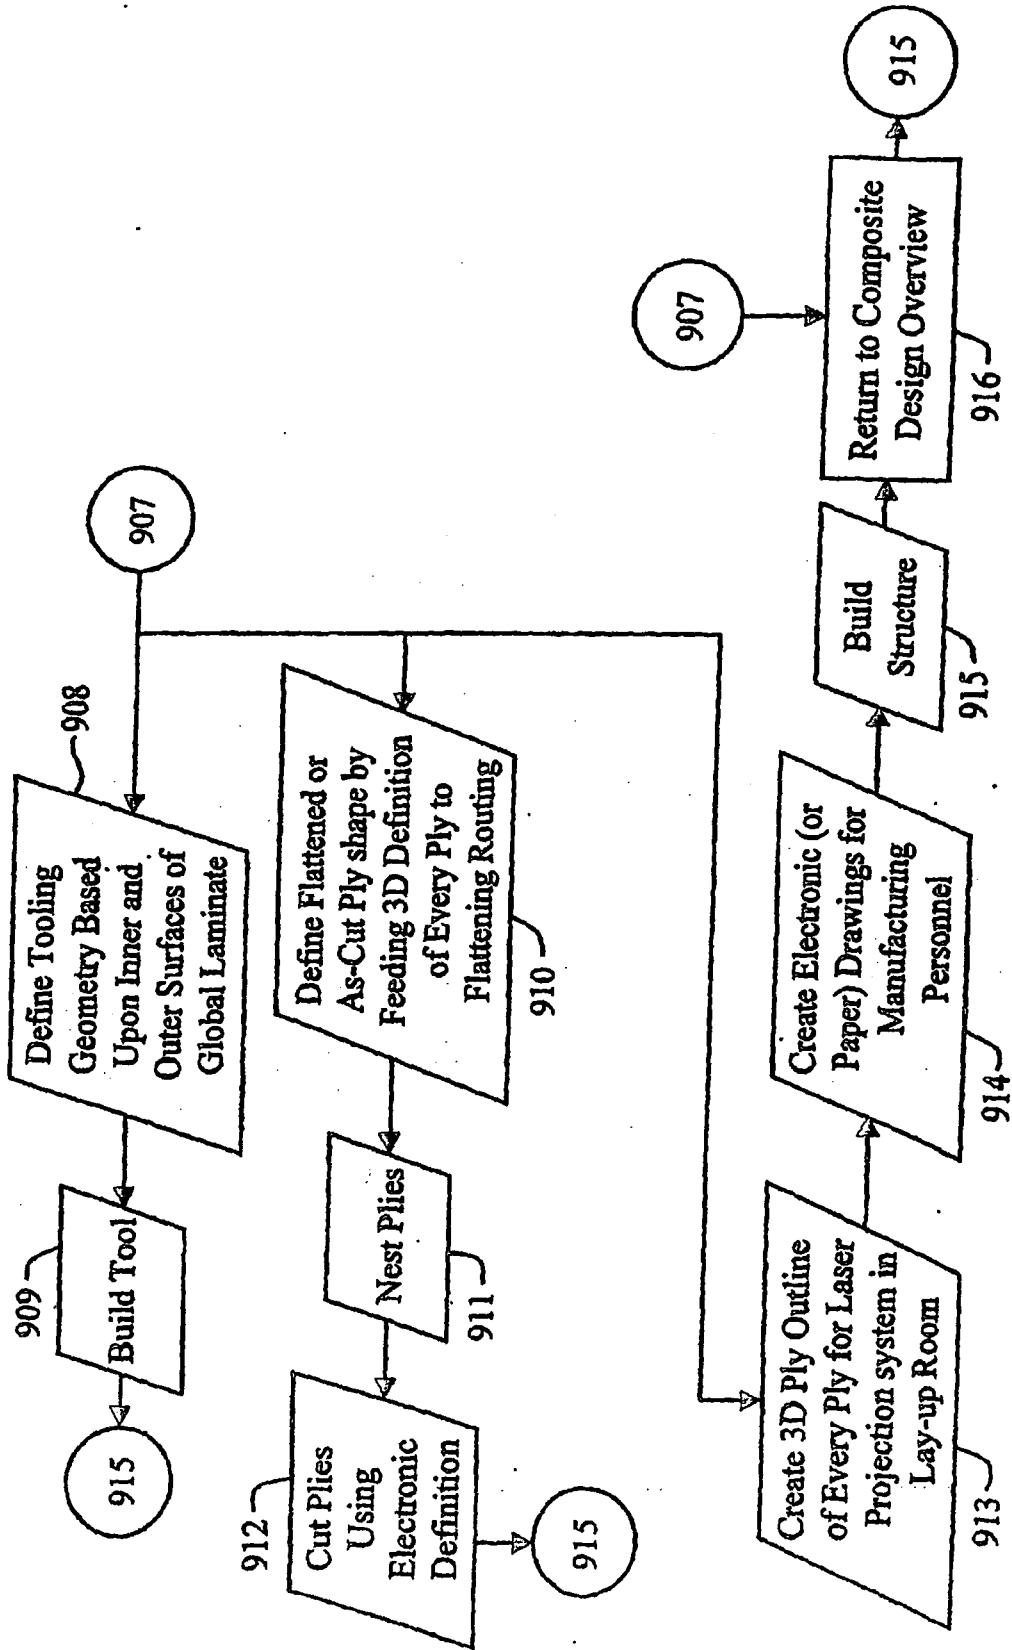 907
908
Define Tooling
Geometry Based
Upon Inner and
Outer Surfaces of
Global Laminate
909
Build Tool
915
Define Flattened or
As-Cut Ply shape by
Feeding 3D Definition
of Every Ply to
Flattening Routing
910
Nest Plies
911
912
Cut Plies
Using
Electronic
Definition
915
Create 3D Ply Outline
of Every Ply for Laser
Projection system in
Lay-up Room
913
Create Electronic (or
Paper) Drawings for
Manufacturing
Personnel
914
Build
Structure
915
907
Return to Composite
Design Overview
916
915